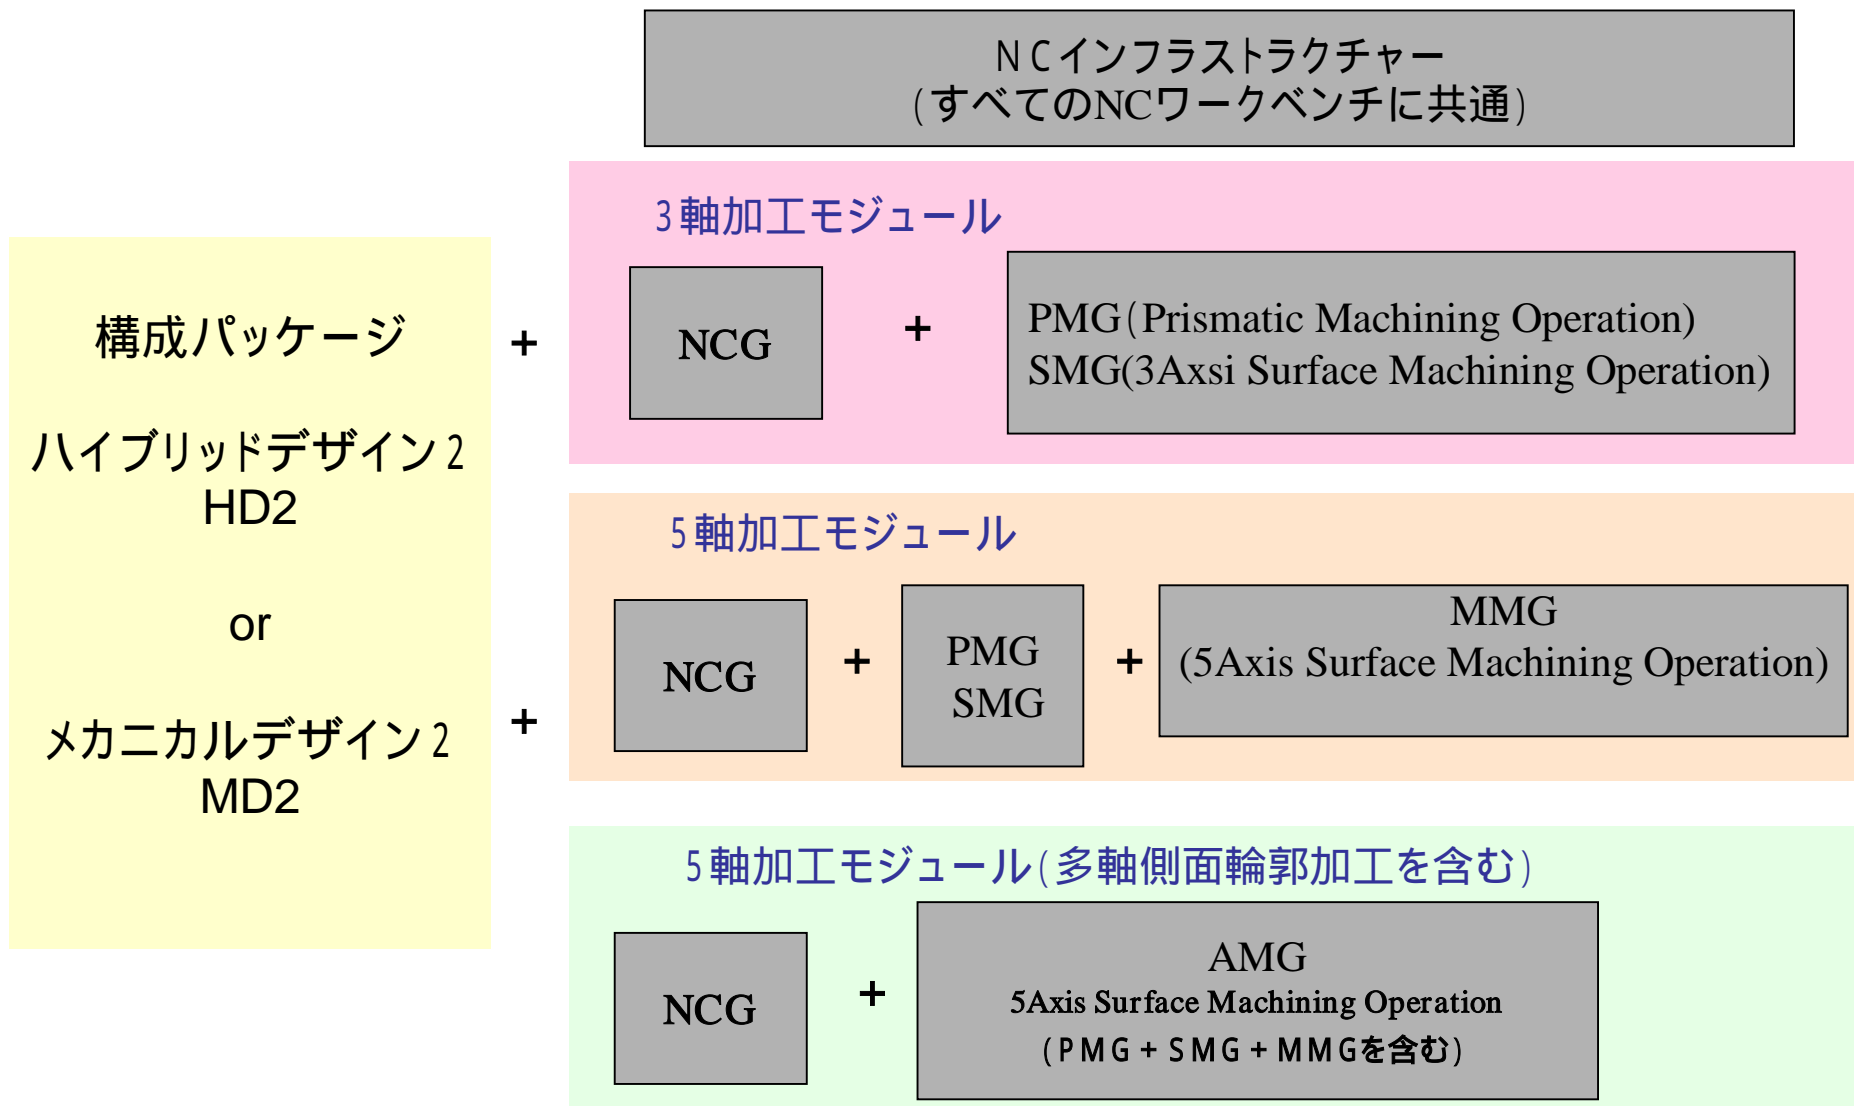 NCインフラストラクチャー
(すべてのNCワークベンチに共通)
構成パッケージ
ハイブリッドデザイン2
HD2
or
メカニカルデザイン2
MD2
+
+
3軸加工モジュール
NCG
+
PMG(Prismatic Machining Operation)
SMG(3Axsi Surface Machining Operation)
5軸加工モジュール
NCG
+
PMG
SMG
+
MMG
(5Axis Surface Machining Operation)
5軸加工モジュール(多軸側面輪郭加工を含む)
NCG
+
AMG
5Axis Surface Machining Operation
(PMG+SMG+MMGを含む)